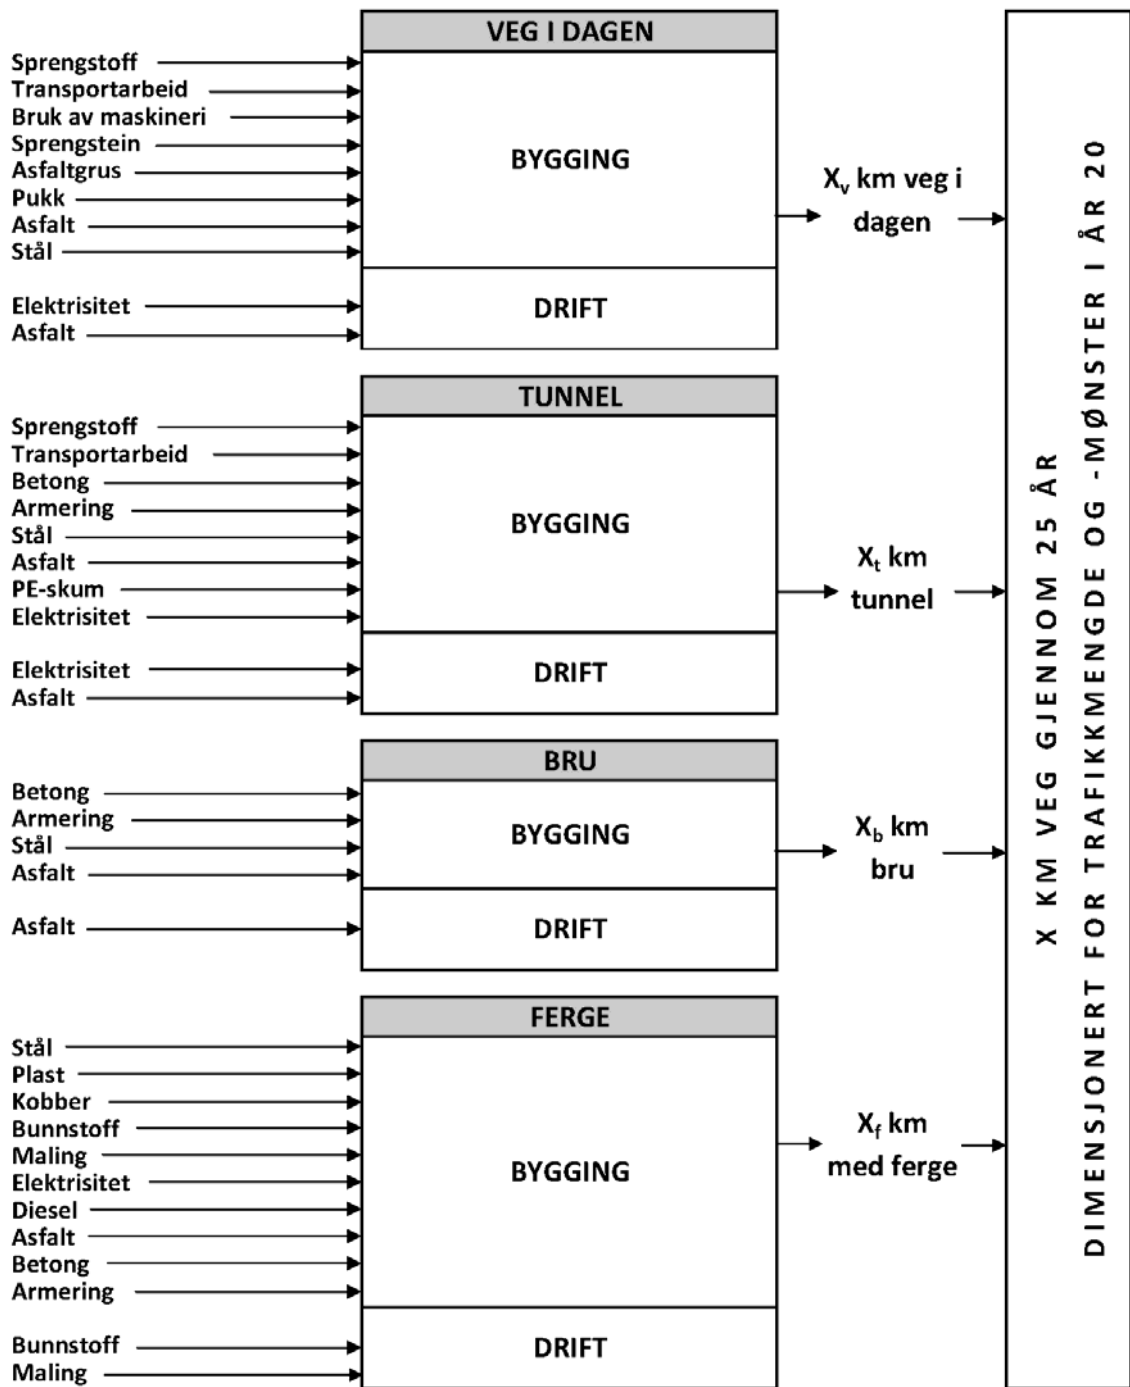 VEG I DAGEN
Sprengstoff
Transportarbeid
Bruk av maskineri
Sprengstein
Asfaltgrus
Pukk
Asfalt
Stål
BYGGING
Elektrisitet
Asfalt
DRIFT
Xv km veg i
dagen
TUNNEL
Sprengstoff
Transportarbeid
Betong
Armering
Stål
Asfalt
PE-skum
Elektrisitet
BYGGING
Elektrisitet
Asfalt
DRIFT
Xt km
tunnel
BRU
Betong
Armering
Stål
Asfalt
BYGGING
Asfalt
DRIFT
Xb km
bru
FERGE
Stål
Plast
Kobber
Bunnstoff
Maling
Elektrisitet
Diesel
Asfalt
Betong
Armering
BYGGING
Bunnstoff
Maling
DRIFT
Xf km
med ferge
X KM VEG GJENNOM 25 ÅR
DIMENSJONERT FOR TRAFIKKMENGDE OG -MØNSTER I ÅR 20